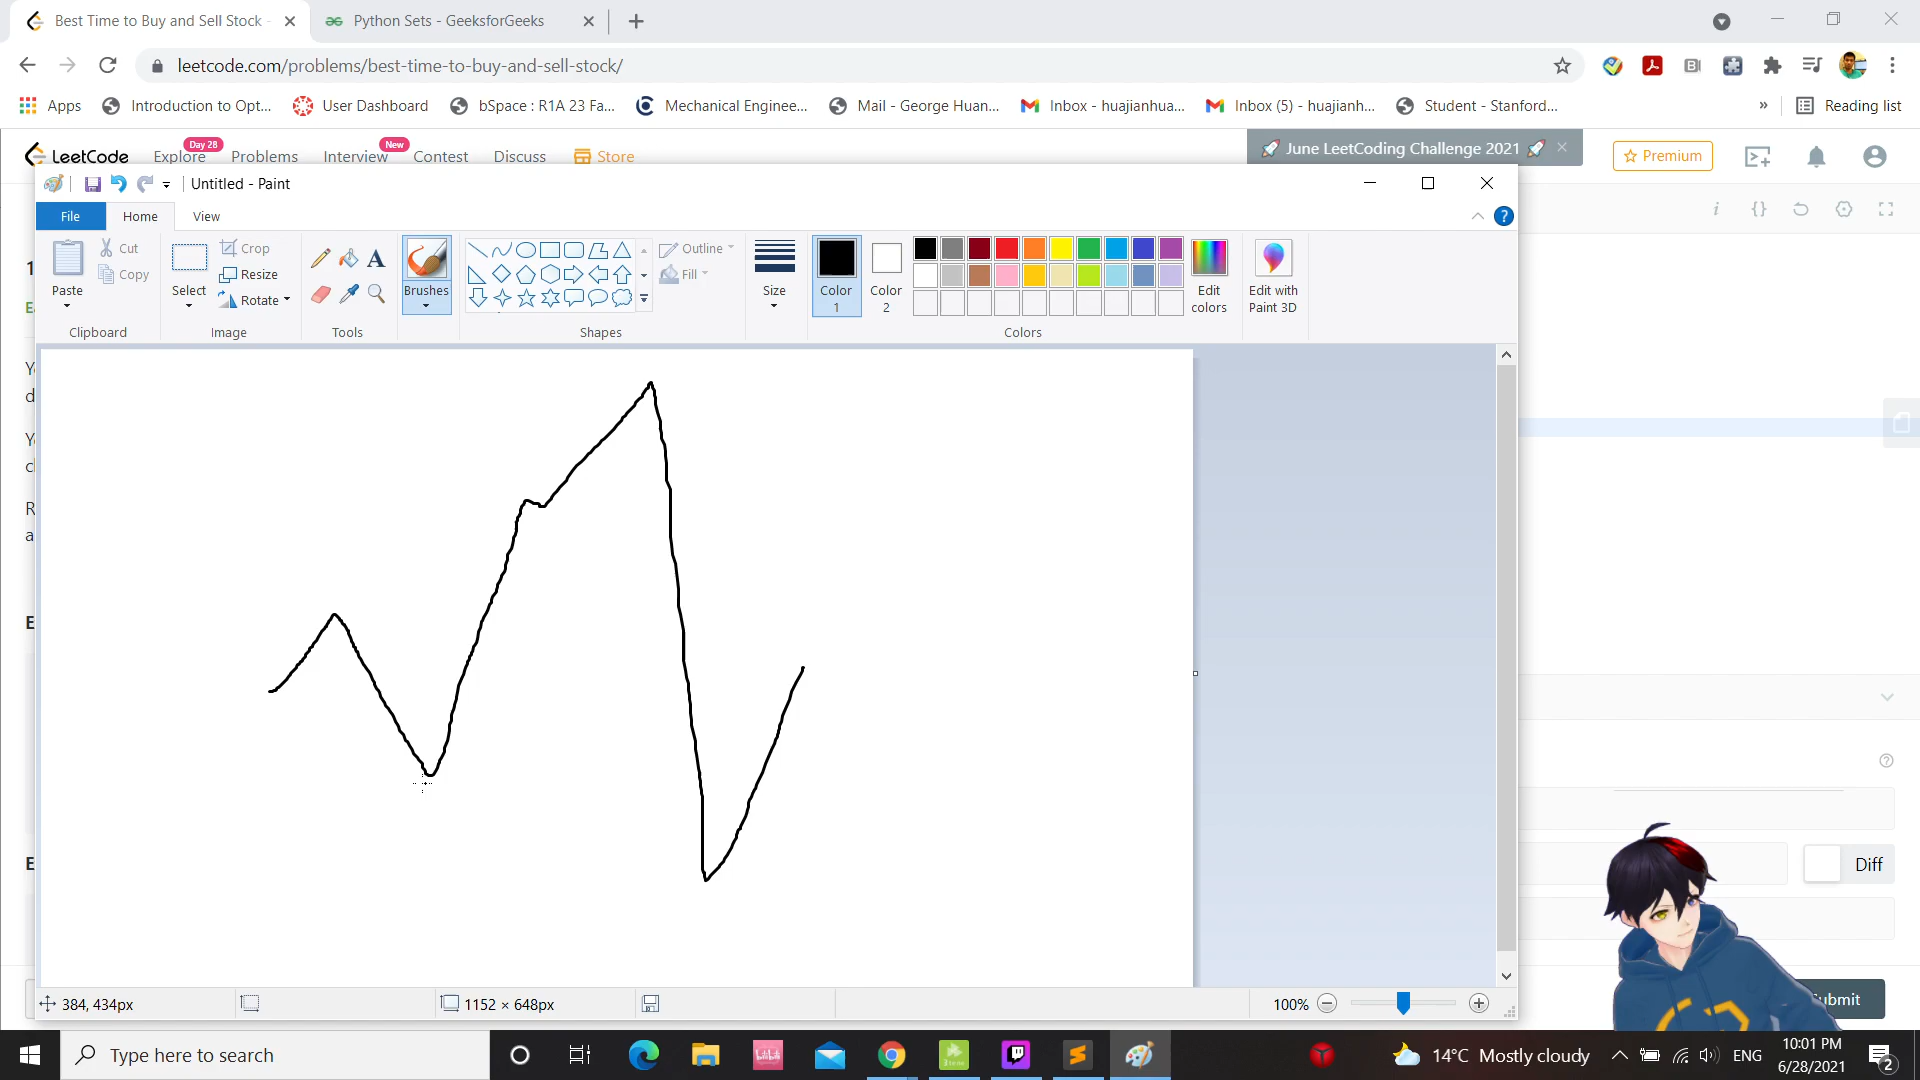 Best Time to Buy and Sell Stock -
Python Sets - GeeksforGeeks
leetcode.com/problems/best-time-to-buy-and-sell-stock/
Apps
Introduction to Opt...
User Dashboard
bSpace : R1A 23 Fa...
Mechanical Enginee...
Mail - George Huan...
Inbox - huajianhua...
Inbox (5) - huajianh...
Student - Stanford...
»
Reading list
LeetCode
Explore
Day 28
Problems
Interview
New
Contest
Discuss
Store
June LeetCoding Challenge 2021
Premium
Untitled - Paint
File
Home
View
Paste
Cut
Copy
Clipboard
Select
Crop
Resize
Rotate
Image
Tools
Brushes
Shapes
Outline
Fill
Size
Color
1
Color
2
Edit
colors
Colors
Edit with
Paint 3D
384, 434px
1152 × 648px
100%
Diff
Type here to search
14°C Mostly cloudy
ENG
10:01 PM
6/28/2021
2